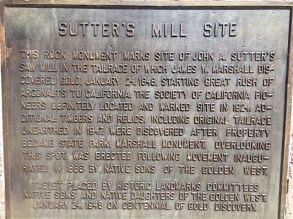 SUTTER'S MILL SITE
THIS ROCK MONUMENT MARKS SITE OF JOHN A. SUTTER'S
SAW MILL IN THE TAILRACE OF WHICH JAMES W. MARSHALL DIS-
COVERED GOLD, JANUARY 24, 1848, STARTING GREAT RUSH OF
ARGONAUTS TO CALIFORNIA. THE SOCIETY OF CALIFORNIA PIO-
NEERS DEFINITELY LOCATED AND MARKED SITE IN 1924. AD-
DITIONAL TIMBERS AND RELICS, INCLUDING ORIGINAL TAILRACE
UNEARTHED IN 1947, WERE DISCOVERED AFTER PROPERTY
BECAME STATE PARK. MARSHALL MONUMENT, OVERLOOKING
THIS SPOT, WAS ERECTED FOLLOWING MOVEMENT INAUGU-
RATED IN 1886 BY NATIVE SONS OF THE GOLDEN WEST.
TABLET PLACED BY HISTORIC LANDMARKS COMMITTEES
NATIVE SONS AND NATIVE DAUGHTERS OF THE GOLDEN WEST,
JANUARY 24, 1948 ON CENTENNIAL OF GOLD DISCOVERY.